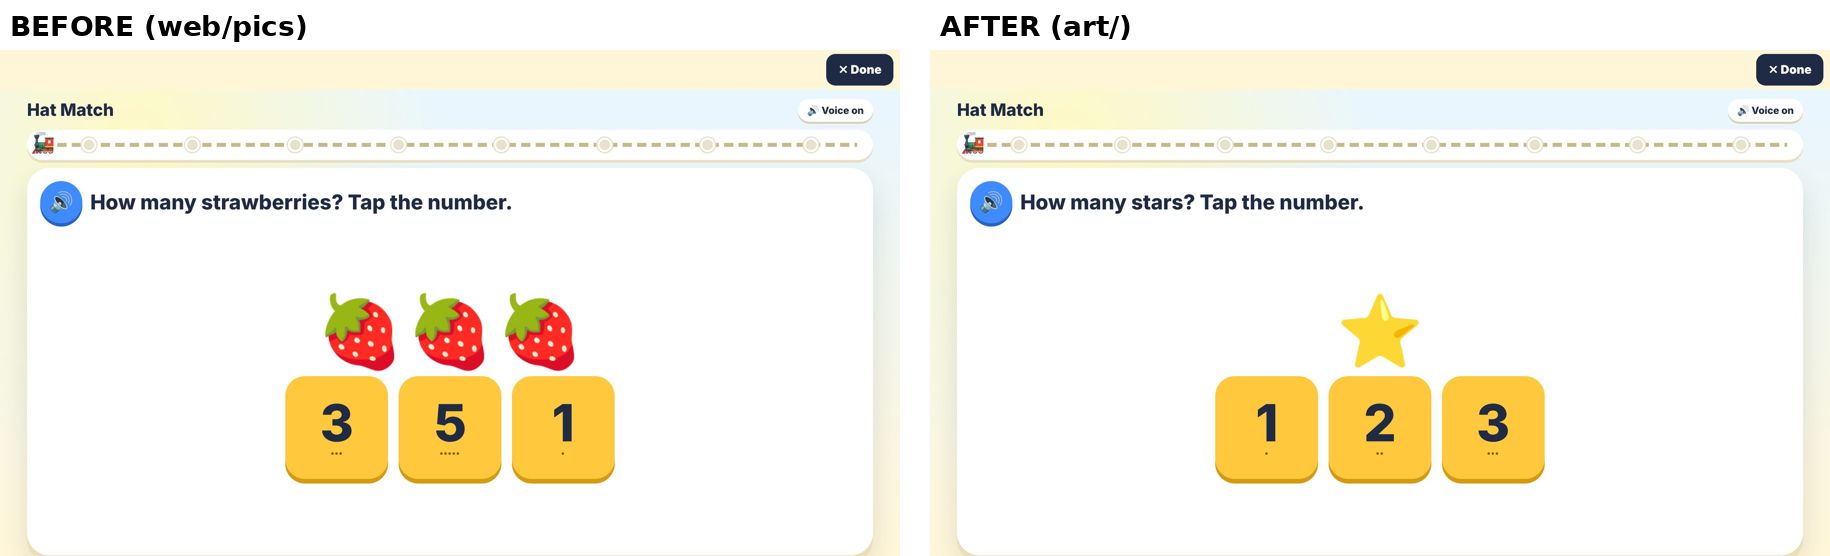 BEFORE (web/pics)
✕ Done
Hat Match
Voice on
How many strawberries? Tap the number.
3 5 1
AFTER (art/)
✕ Done
Hat Match
Voice on
How many stars? Tap the number.
1 2 3